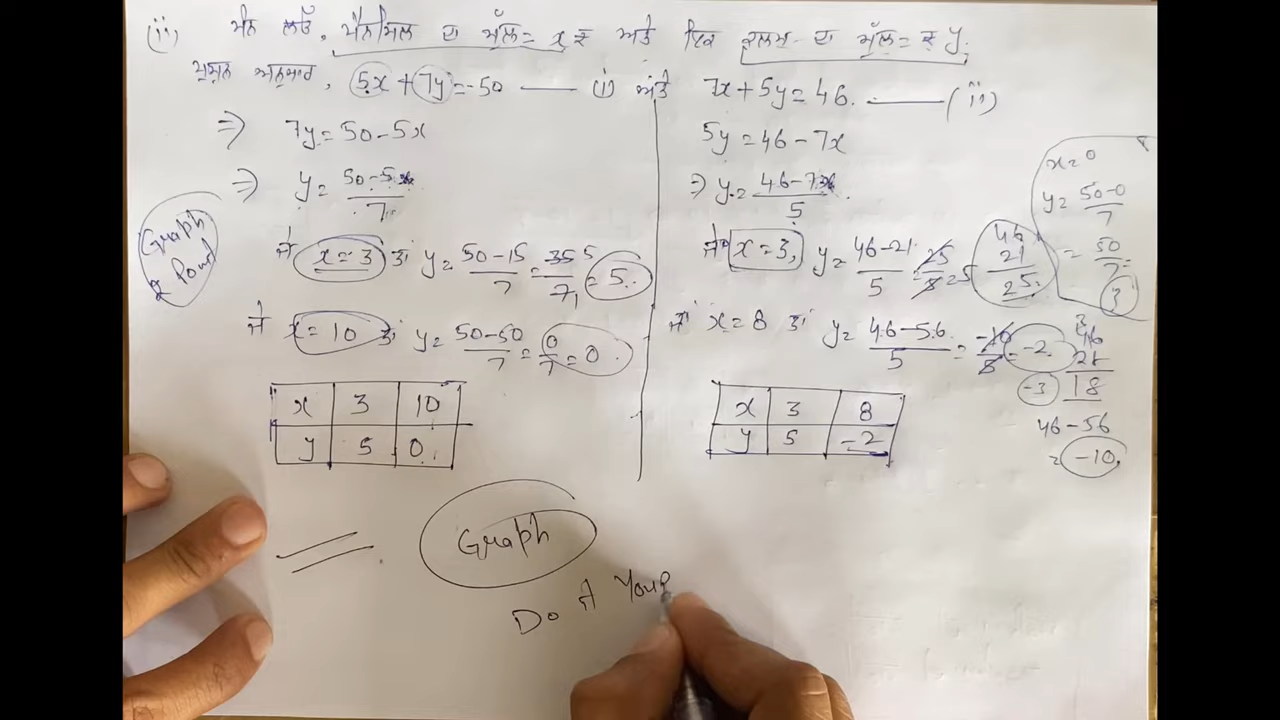 (ii) ਮੰਨ ਲਓ, ਪੈਨਸਿਲ ਦਾ ਮੁੱਲ = x ₹ ਅਤੇ ਇਕ ਕਲਮ ਦਾ ਮੁੱਲ = ₹ y.
ਪ੍ਰਸ਼ਨ ਅਨੁਸਾਰ, 5x + 7y = 50 —— (i) ਅਤੇ 7x + 5y = 46. —— (ii)
⇒ 7y = 50 - 5x
⇒ y = 50 - 5x / 7
ਜੇ x = 3 ਤਾਂ y = 50 - 15 / 7 = 35 5 / 7 1 = 5.
ਜੇ x = 10 ਤਾਂ y = 50 - 50 / 7 = 0 / 7 = 0.
x 3 10
y 5 0
5y = 46 - 7x
⇒ y = 46 - 7x / 5
ਜੇ x = 3, y = 46 - 21 / 5 = 25 / 5 = 5
ਜੇ x = 8 ਤਾਂ y = 46 - 56 / 5 = -10 / 5 = -2
x 3 8
y 5 -2
46
21
25
x = 0
y = 50 - 0 / 7
= 50 / 7 =
3
46
18
-3
46 - 56
= -10
Graph
Graph
Do it Your